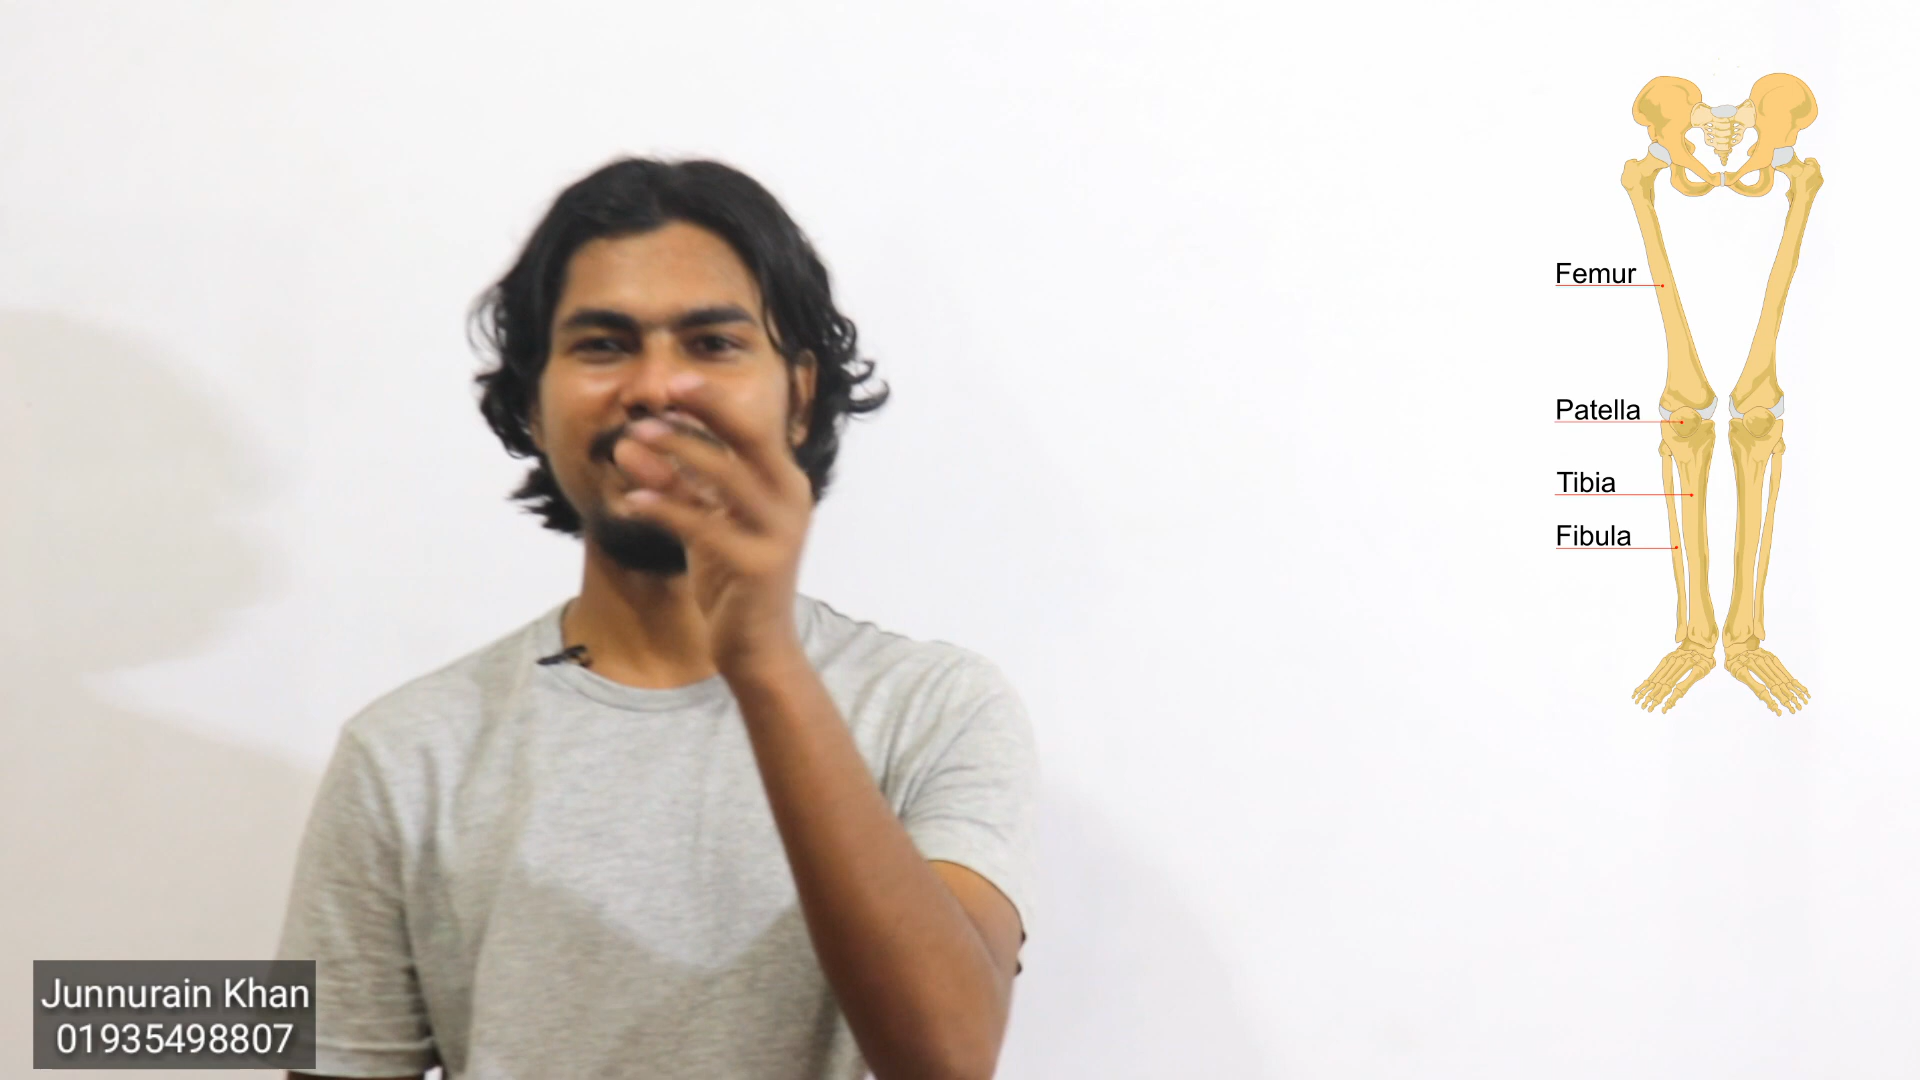 Femur
Patella
Tibia
Fibula
Junnurain Khan
01935498807